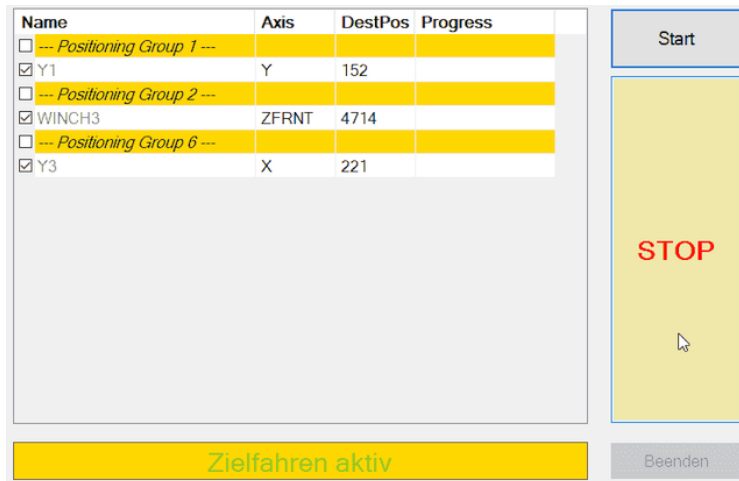 Name Axis DestPos Progress
--- Positioning Group 1 ---
Y1 Y 152
--- Positioning Group 2 ---
WINCH3 ZFRNT 4714
--- Positioning Group 6 ---
Y3 X 221
Start
STOP
Zielfahren aktiv
Beenden